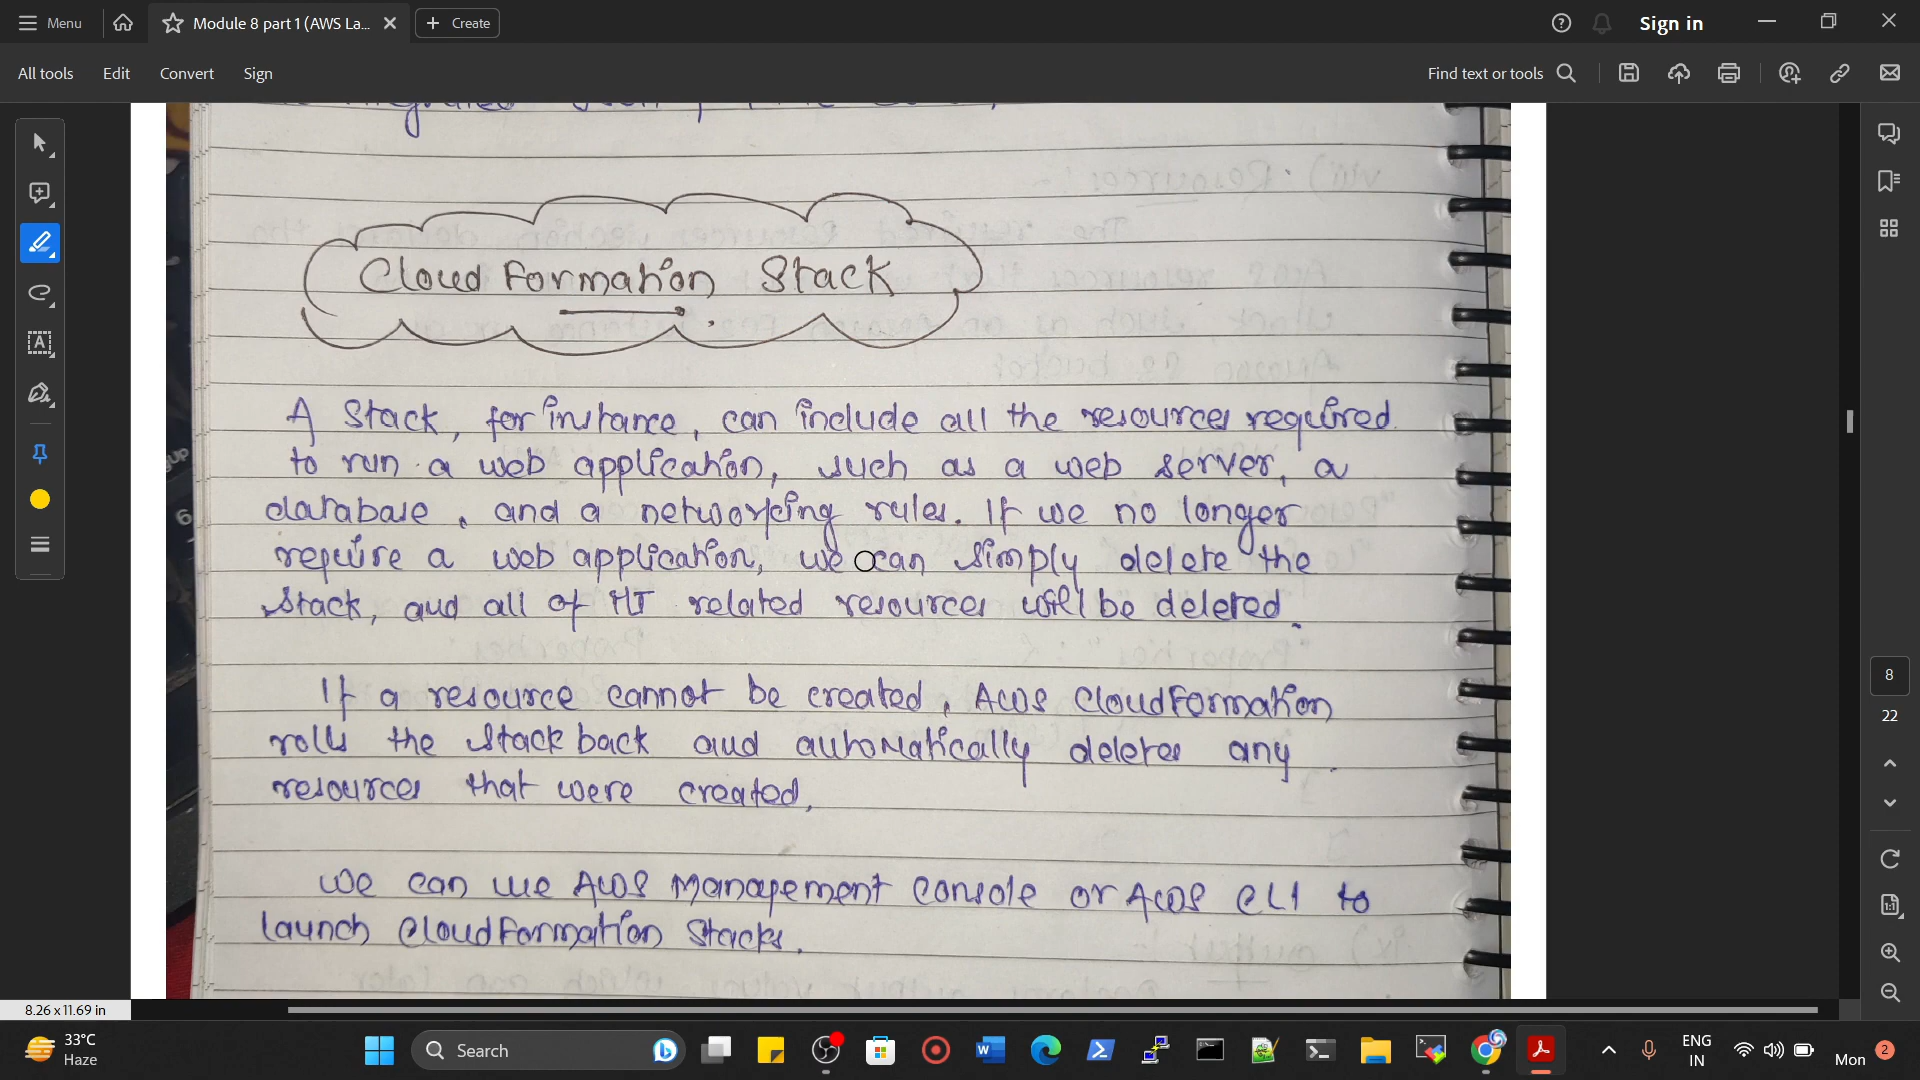 Menu
Module 8 part 1 (AWS La...
Create
Sign in
All tools
Edit
Convert
Sign
Find text or tools
Cloud Formation Stack
A Stack, for instance, can include all the resources required
to run a web application, such as a web server, a
database, and a networking rules. If we no longer
require a web application, we can simply delete the
Stack, and all of related resources will be deleted.
If a resource cannot be created, AWS CloudFormation
rolls the stack back and automatically deletes any
resources that were created.
We can use AWS Management Console or AWS CLI to
launch CloudFormation Stacks.
8
22
8.26 x 11.69 in
33°C
Haze
Search
ENG
IN
Mon
2